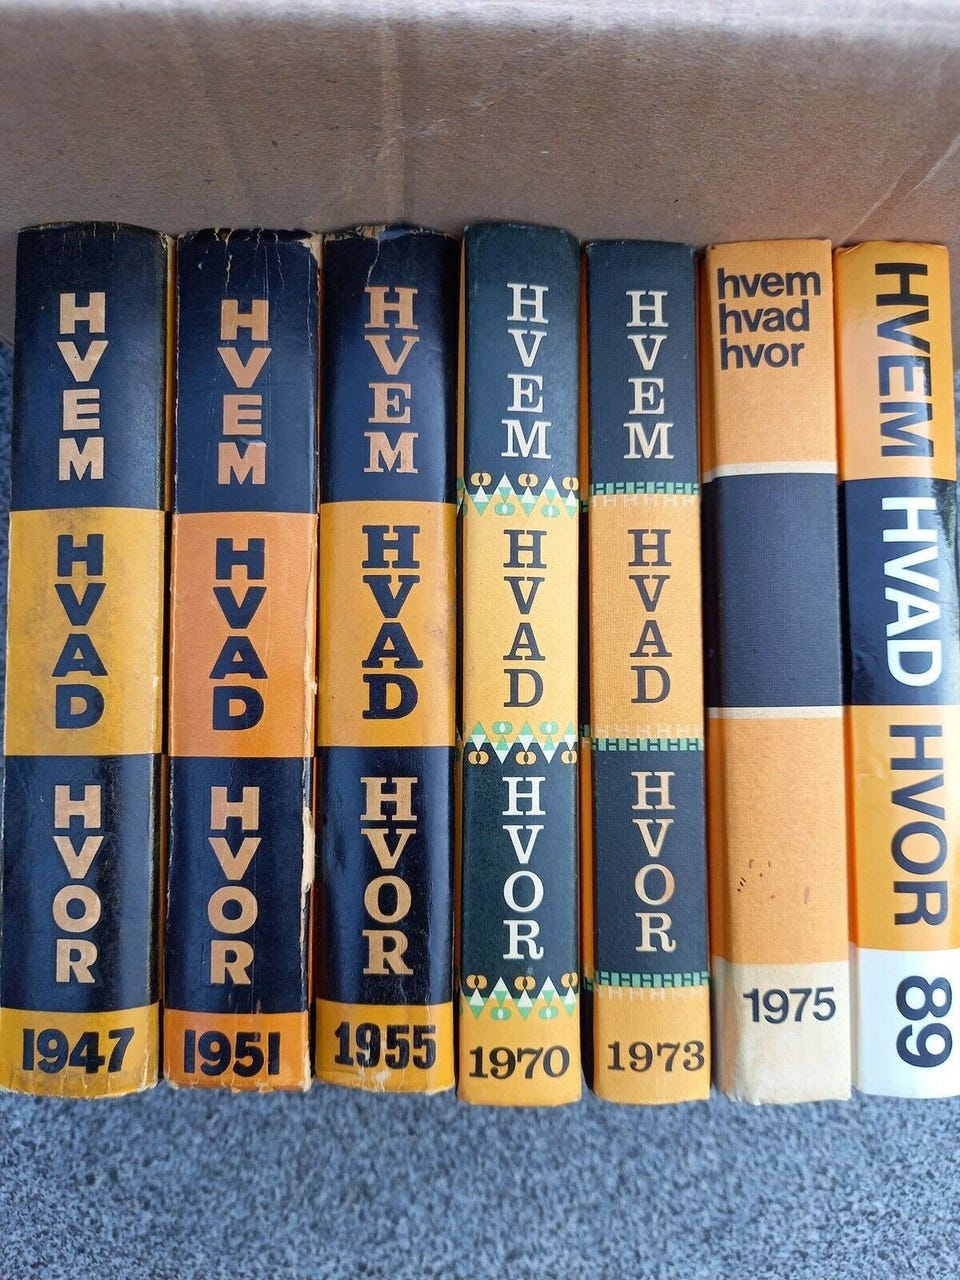 HVEM
HVAD
HVOR
1947
HVEM
HVAD
HVOR
1951
HVEM
HVAD
HVOR
1955
HVEM
HVAD
HVOR
1970
HVEM
HVAD
HVOR
1973
hvem
hvad
hvor
1975
HVEM HVAD HVOR 89